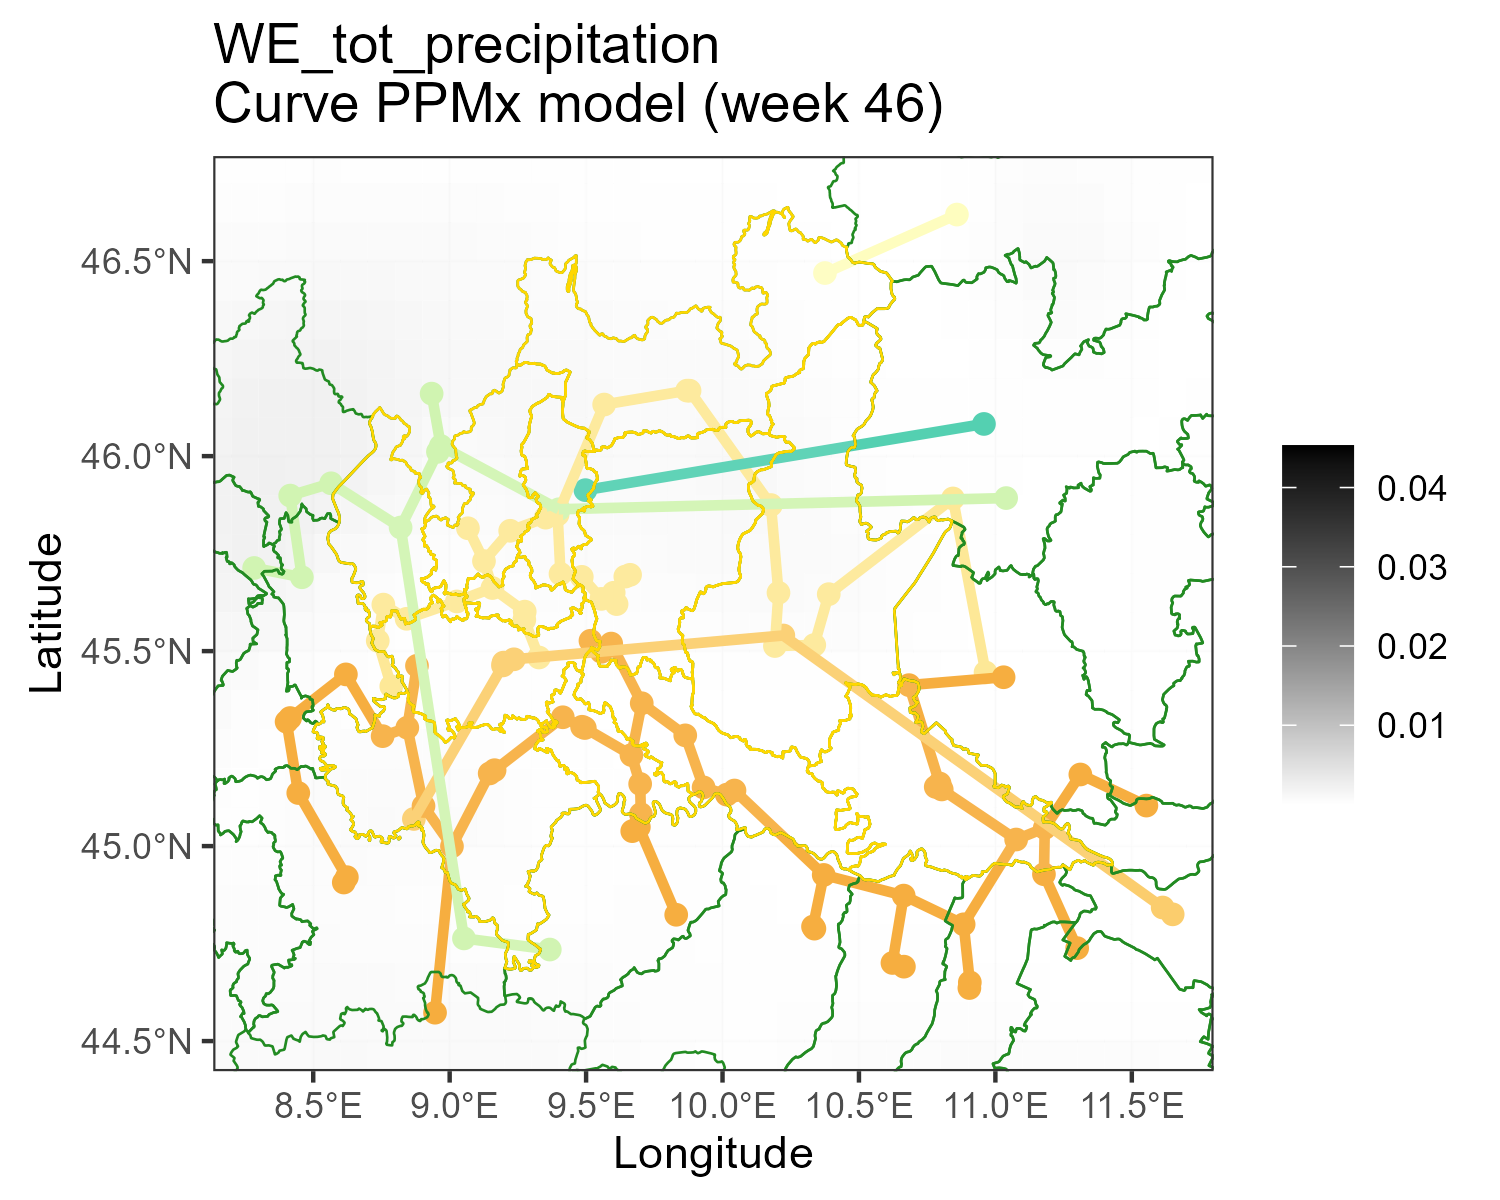 WE_tot_precipitation
Curve PPMx model (week 46)
46.5°N
46.0°N
45.5°N
45.0°N
44.5°N
Latitude
8.5°E 9.0°E 9.5°E 10.0°E 10.5°E 11.0°E 11.5°E
Longitude
0.04
0.03
0.02
0.01